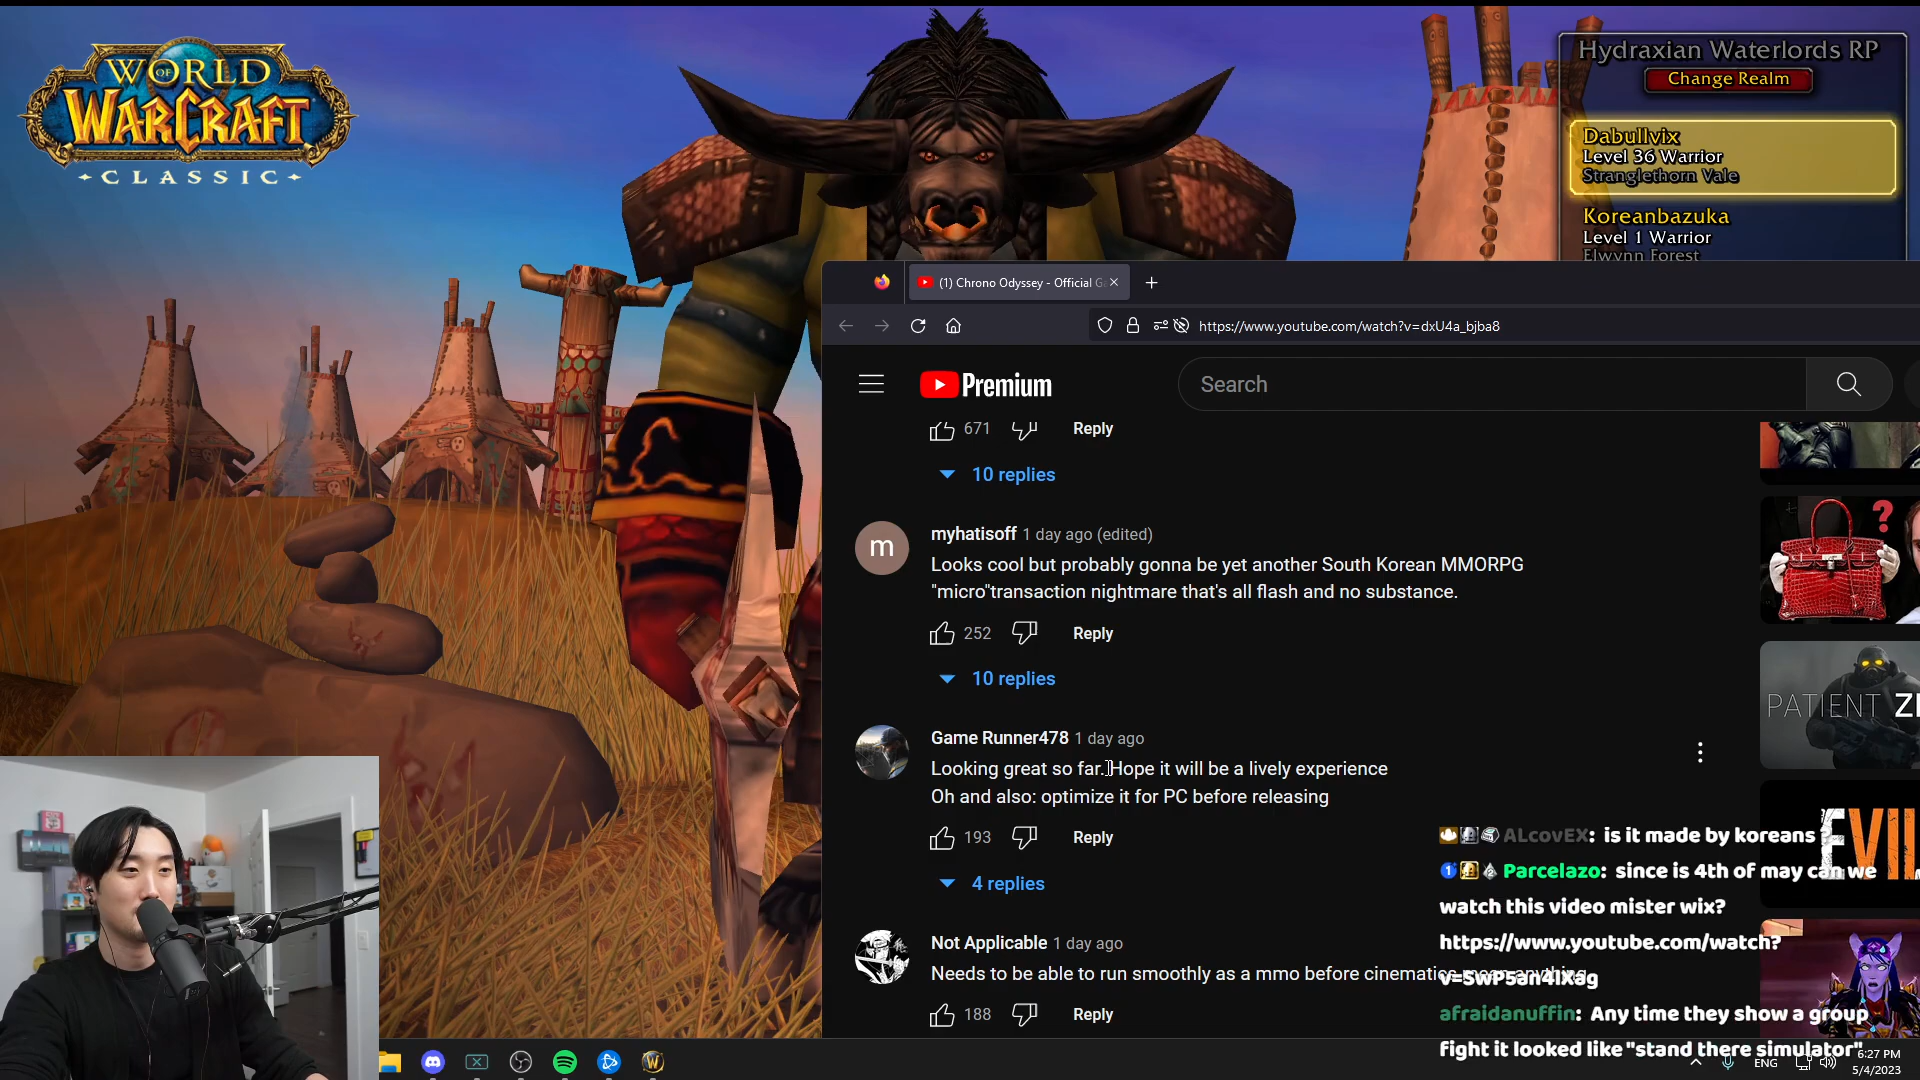 WORLD
OF
WARCRAFT
CLASSIC
Hydraxian Waterlords RP
Change Realm
Dabullvix
Level 36 Warrior
Stranglethorn Vale
Koreanbazuka
Level 1 Warrior
Elwynn Forest
(1) Chrono Odyssey - Official Ga
https://www.youtube.com/watch?v=dxU4a_bjba8
Premium
Search
671 Reply
10 replies
m
myhatisoff 1 day ago (edited)
Looks cool but probably gonna be yet another South Korean MMORPG
"micro"transaction nightmare that's all flash and no substance.
252 Reply
10 replies
Game Runner478 1 day ago
Looking great so far. Hope it will be a lively experience
Oh and also: optimize it for PC before releasing
193 Reply
4 replies
Not Applicable 1 day ago
Needs to be able to run smoothly as a mmo before cinematics mean anything
188 Reply
?
PATIENT ZE
EVIL
ALcovEX: is it made by koreans ?
Parcelazo: since is 4th of may can we
watch this video mister wix?
https://www.youtube.com/watch?
v=SwP5an4lXag
afraidanuffin: Any time they show a group
fight it looked like "stand there simulator"
ENG
6:27 PM
5/4/2023